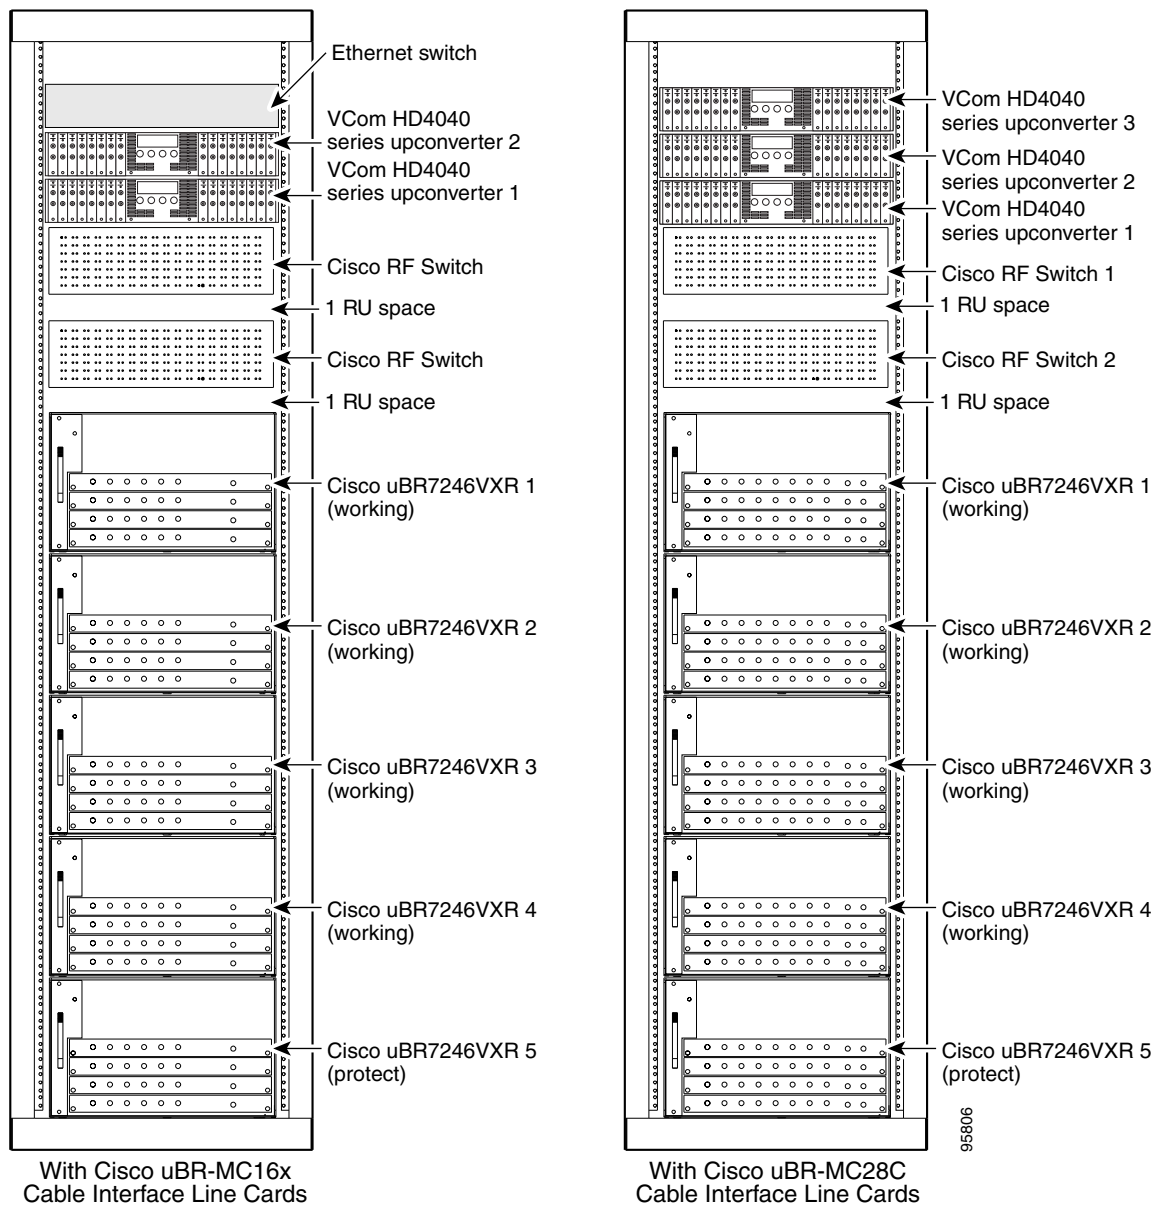 Ethernet switch
VCom HD4040
series upconverter 2
VCom HD4040
series upconverter 1
Cisco RF Switch
1 RU space
Cisco RF Switch
1 RU space
Cisco uBR7246VXR 1
(working)
Cisco uBR7246VXR 2
(working)
Cisco uBR7246VXR 3
(working)
Cisco uBR7246VXR 4
(working)
Cisco uBR7246VXR 5
(protect)
With Cisco uBR-MC16x
Cable Interface Line Cards
VCom HD4040
series upconverter 3
VCom HD4040
series upconverter 2
VCom HD4040
series upconverter 1
Cisco RF Switch 1
1 RU space
Cisco RF Switch 2
1 RU space
Cisco uBR7246VXR 1
(working)
Cisco uBR7246VXR 2
(working)
Cisco uBR7246VXR 3
(working)
Cisco uBR7246VXR 4
(working)
Cisco uBR7246VXR 5
(protect)
95806
With Cisco uBR-MC28C
Cable Interface Line Cards